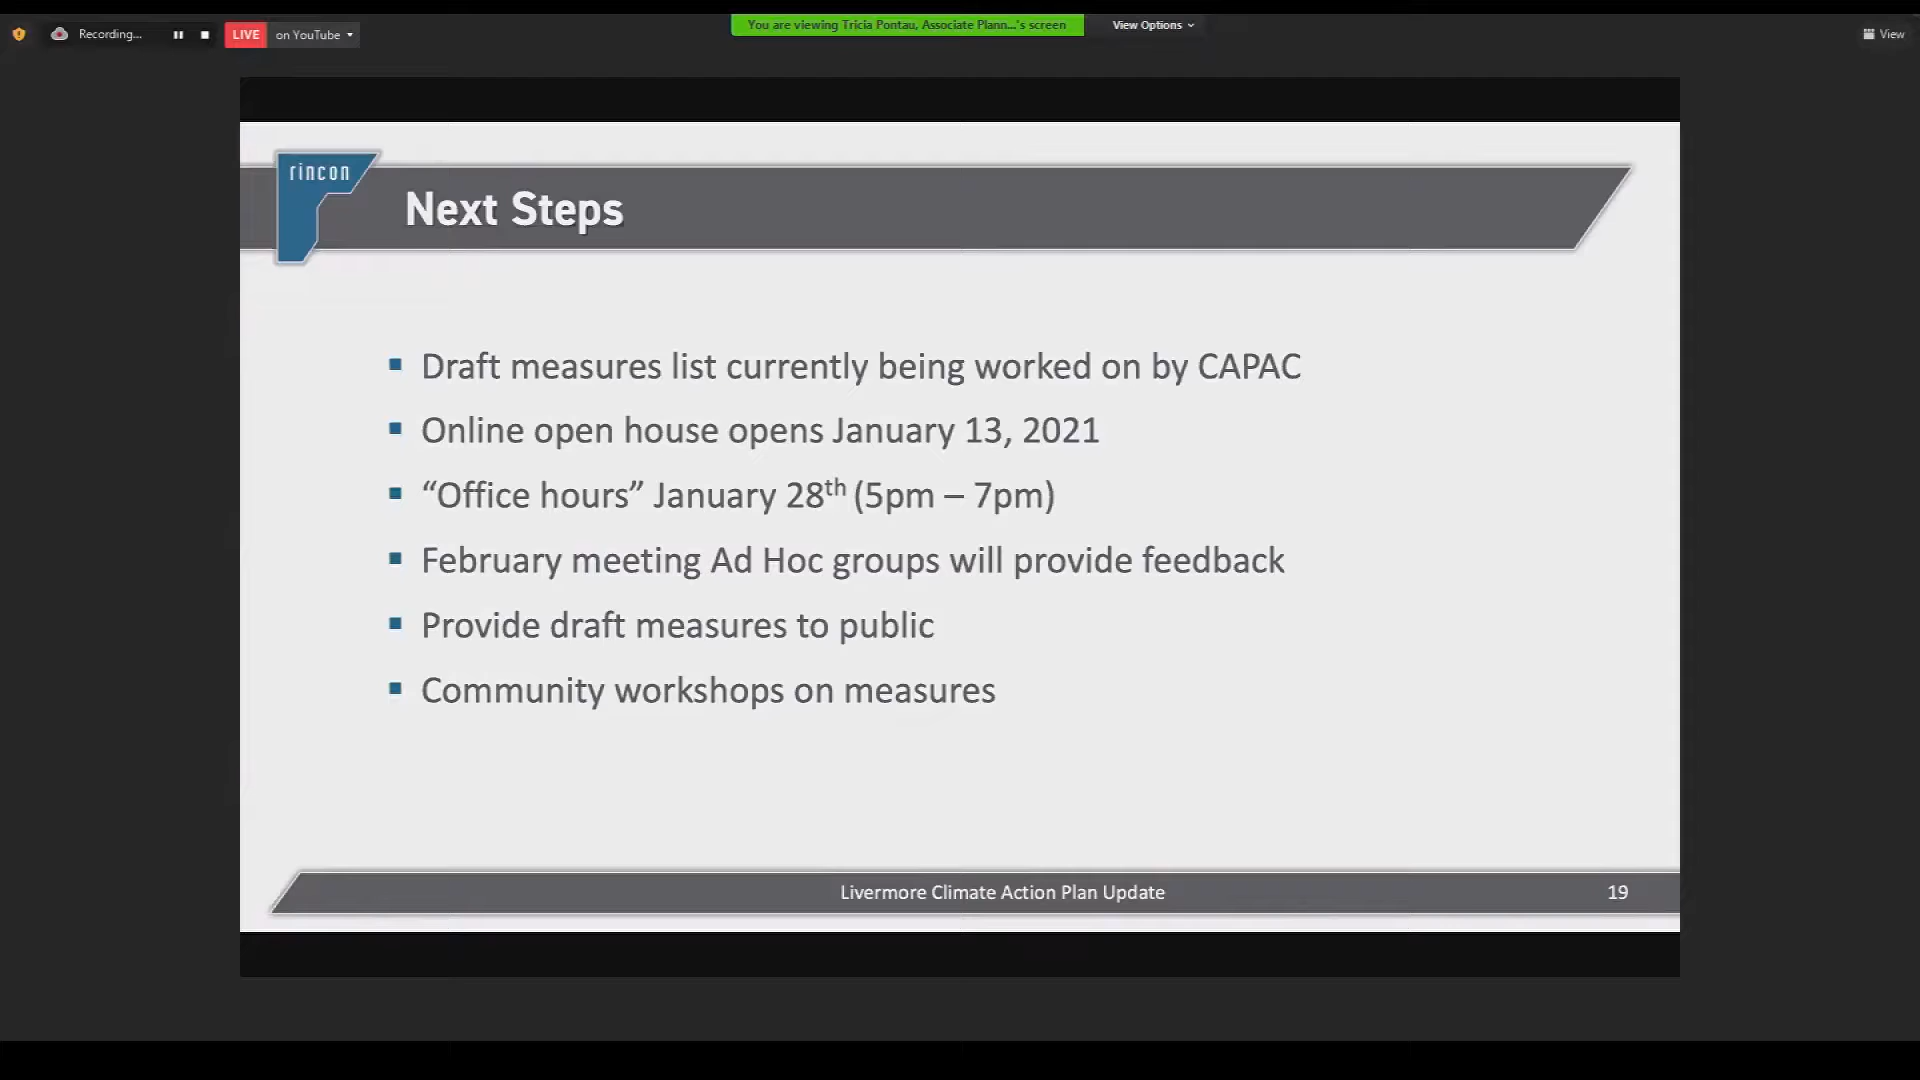 Recording...
LIVE on YouTube
You are viewing Tricia Pontau, Associate Plann...'s screen
View Options
View
rincon
Next Steps
Draft measures list currently being worked on by CAPAC
Online open house opens January 13, 2021
“Office hours” January 28th (5pm – 7pm)
February meeting Ad Hoc groups will provide feedback
Provide draft measures to public
Community workshops on measures
Livermore Climate Action Plan Update
19